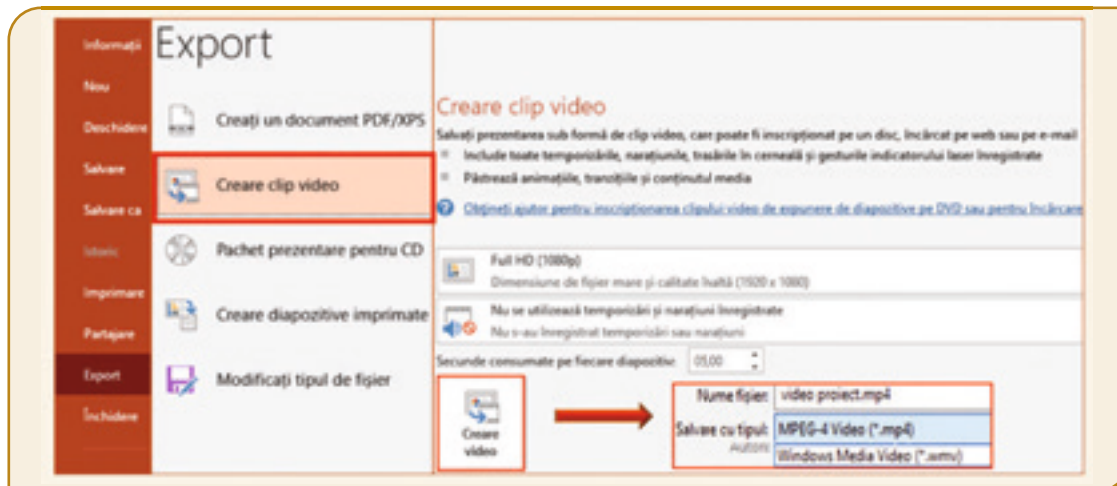 Informații
Nou
Deschidere
Salvare
Salvare ca
Istoric
Imprimare
Partajare
Export
Închidere
Export
Creați un document PDF/XPS
Creare clip video
Pachet prezentare pentru CD
Creare diapozitive imprimate
Modificați tipul de fișier
Creare clip video
Salvați prezentarea sub formă de clip video, care poate fi inscripționat pe un disc, încărcat pe web sau pe e-mail
Include toate temporizările, narațiunile, trasările în cerneală și gesturile indicatorului laser înregistrate
Păstrează animațiile, tranzițiile și conținutul media
Obțineți ajutor pentru inscripționarea clipului video de expunere de diapozitive pe DVD sau pentru încărcare
Full HD (1080p)
Dimensiune de fișier mare și calitate înaltă (1920 x 1080)
Nu se utilizează temporizări și narațiuni înregistrate
Nu s-au înregistrat temporizări sau narațiuni
Secunde consumate pe fiecare diapozitiv: 05,00
Creare
video
Nume fișier: video proiect.mp4
Salvare cu tipul: MPEG-4 Video (*.mp4)
Autori: Windows Media Video (*.wmv)